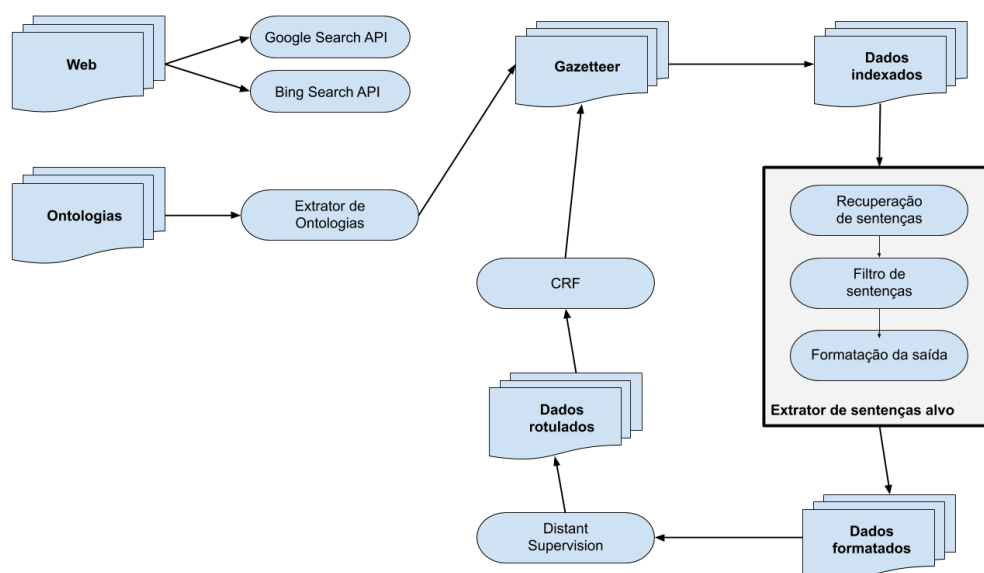 Web
Google Search API
Bing Search API
Gazetteer
Dados
indexados
Ontologias
Extrator de
Ontologias
Recuperação
de sentenças
Filtro de
sentenças
Formatação da saída
Extrator de sentenças alvo
CRF
Dados
rotulados
Distant
Supervision
Dados
formatados